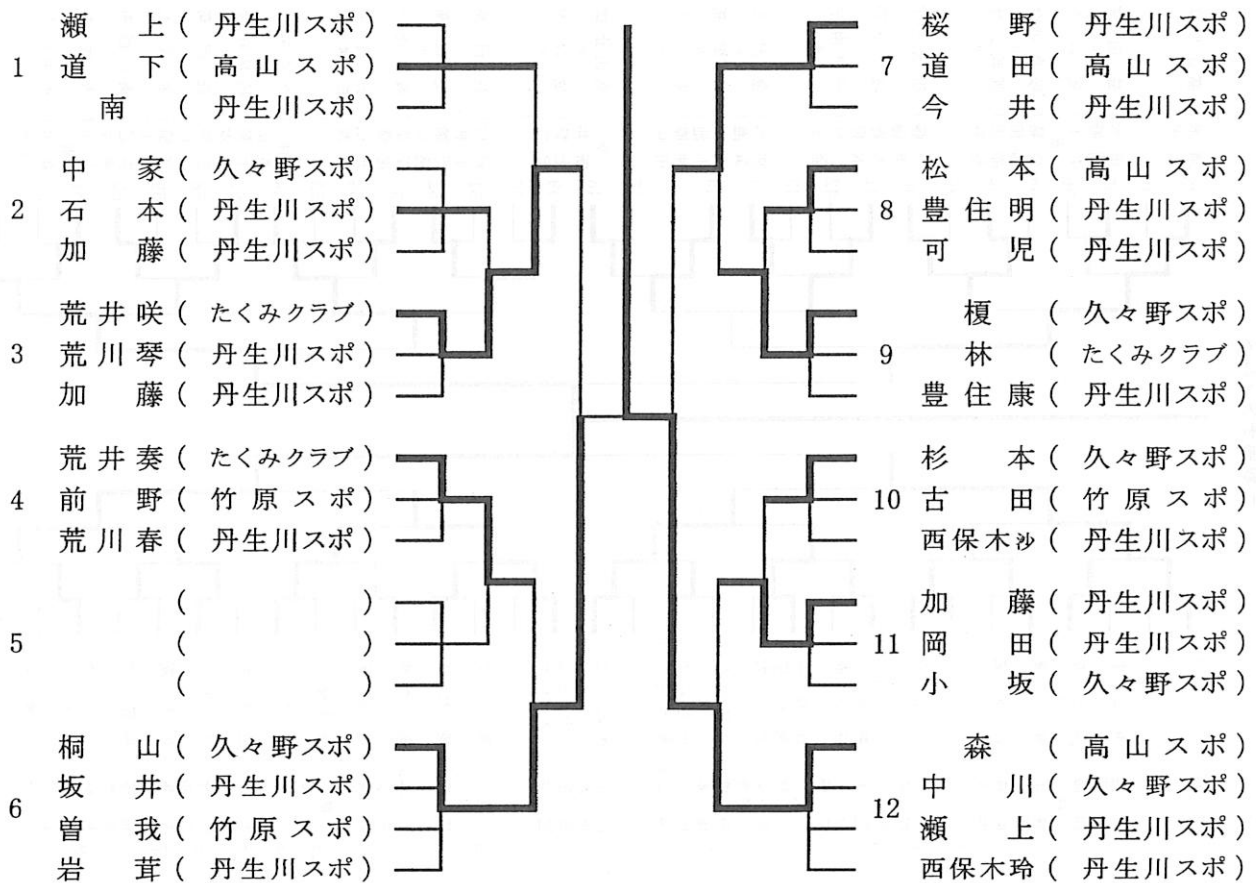 瀬上(丹生川スポ)
1 道下(高山スポ)
南(丹生川スポ)
中家(久々野スポ)
2 石本(丹生川スポ)
加藤(丹生川スポ)
荒井咲(たくみクラブ)
3 荒川琴(丹生川スポ)
加藤(丹生川スポ)
荒井奏(たくみクラブ)
4 前野(竹原スポ)
荒川春(丹生川スポ)
( )
5 ( )
( )
桐山(久々野スポ)
坂井(丹生川スポ)
6 曽我(竹原スポ)
岩茸(丹生川スポ)
桜野(丹生川スポ)
7 道田(高山スポ)
今井(丹生川スポ)
松本(高山スポ)
8 豊住明(丹生川スポ)
可児(丹生川スポ)
榎(久々野スポ)
9 林(たくみクラブ)
豊住康(丹生川スポ)
杉本(久々野スポ)
10 古田(竹原スポ)
西保木沙(丹生川スポ)
加藤(丹生川スポ)
11 岡田(丹生川スポ)
小坂(久々野スポ)
森(高山スポ)
中川(久々野スポ)
12 瀬上(丹生川スポ)
西保木玲(丹生川スポ)